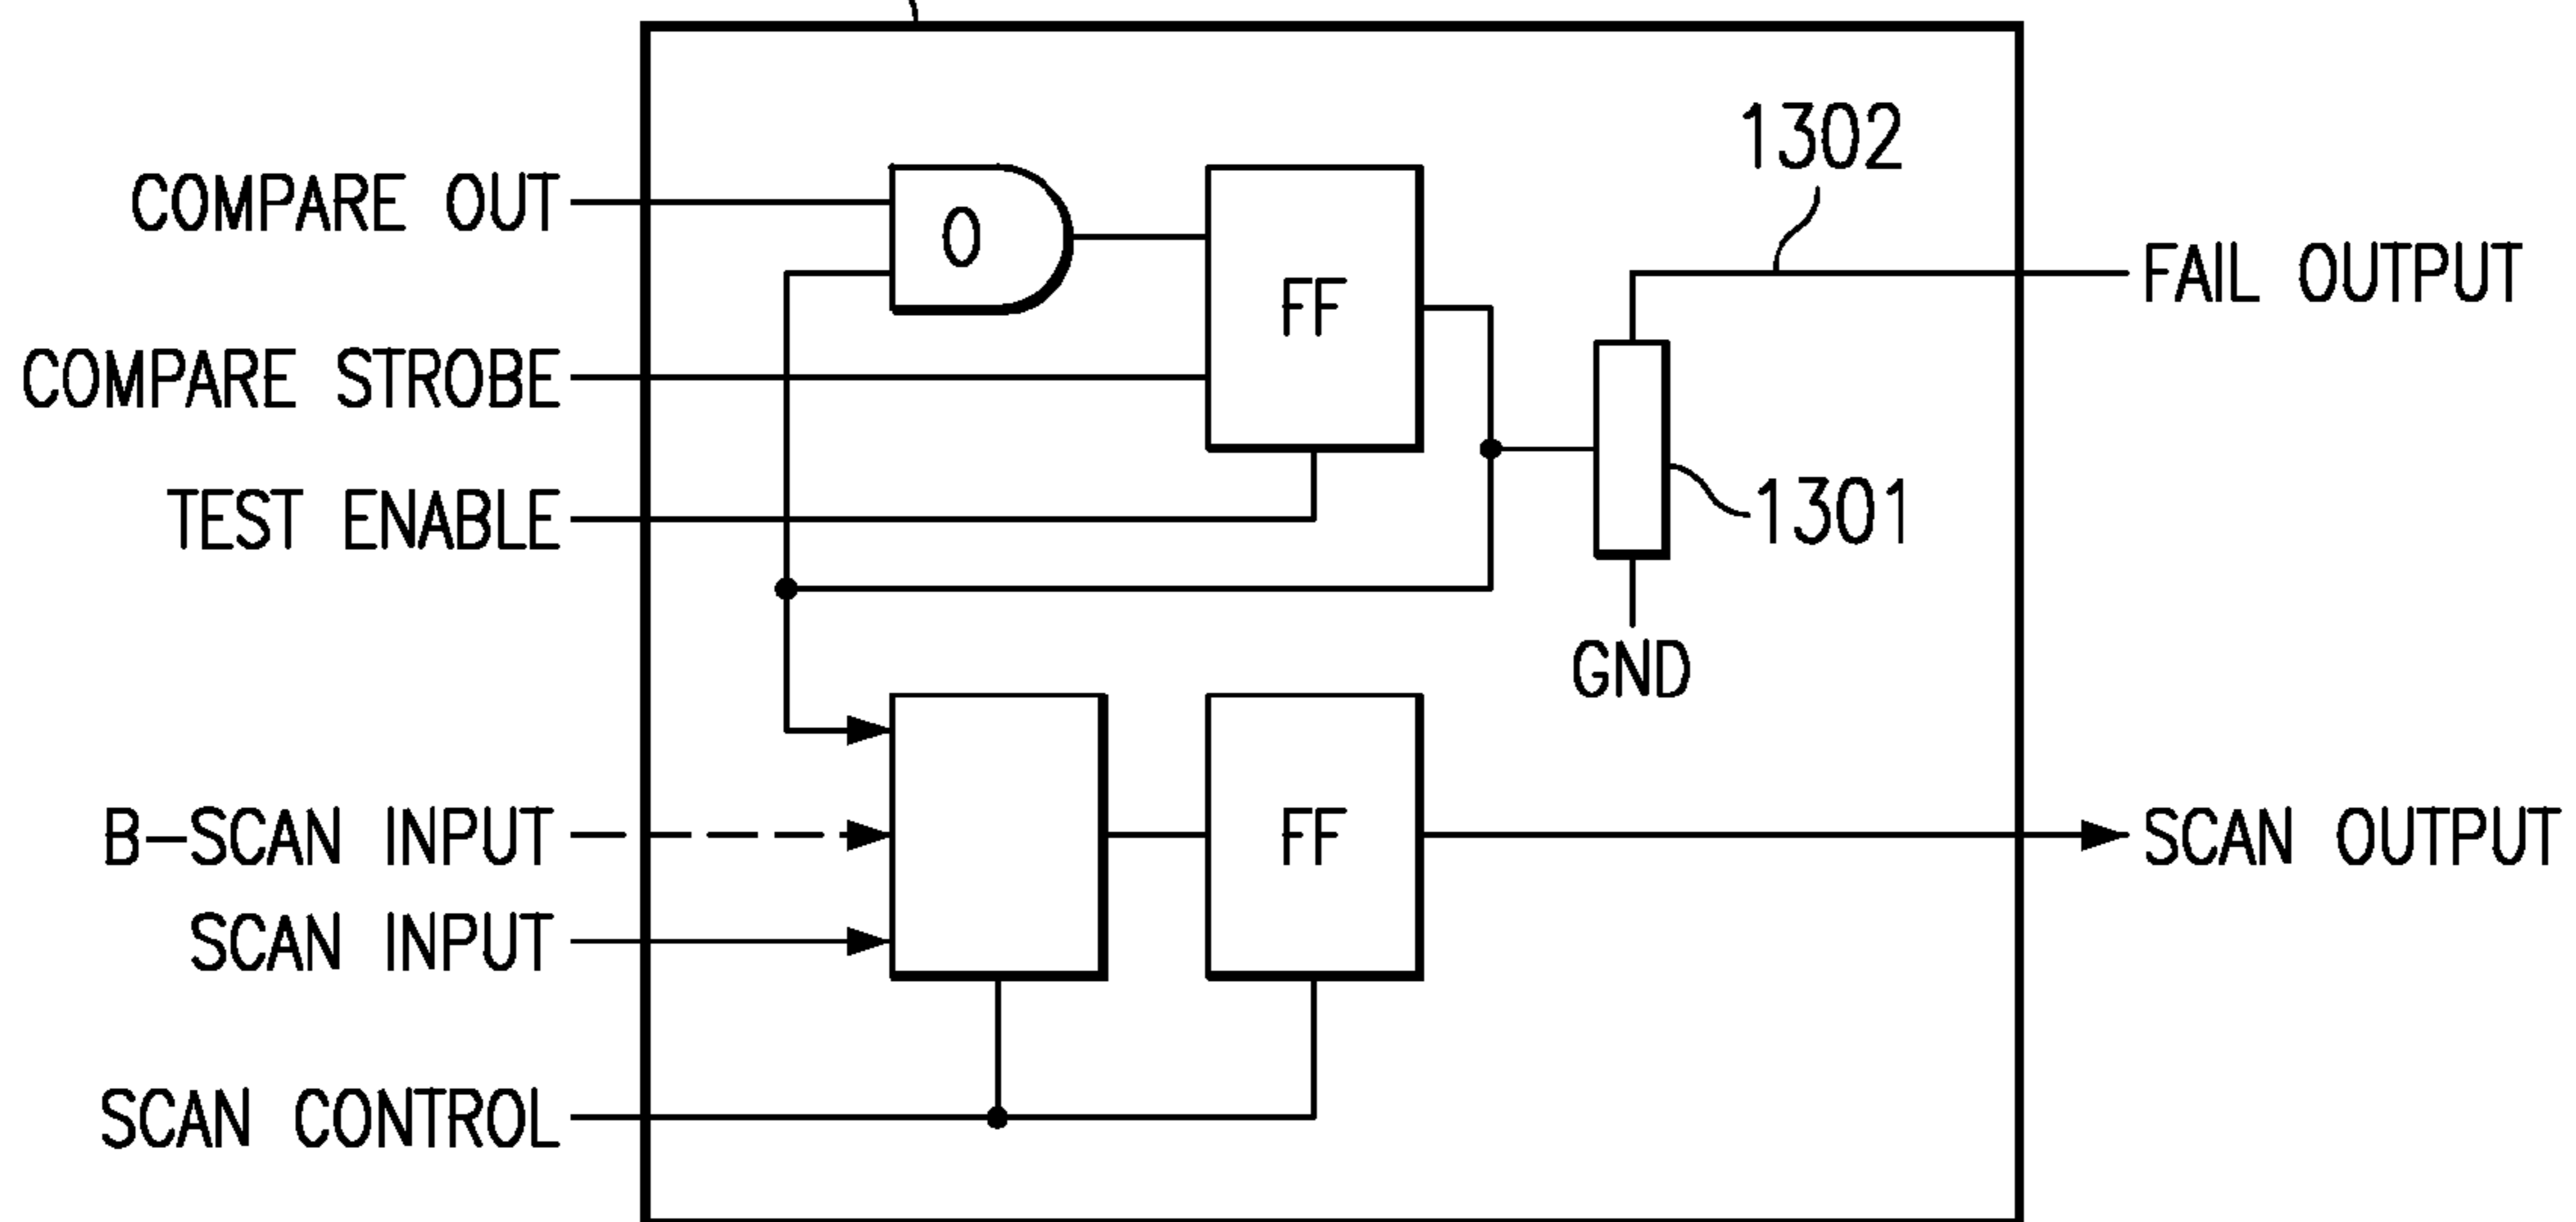 1302
COMPARE OUT
O
FF
FAIL OUTPUT
COMPARE STROBE
TEST ENABLE
1301
GND
B-SCAN INPUT
FF
SCAN OUTPUT
SCAN INPUT
SCAN CONTROL